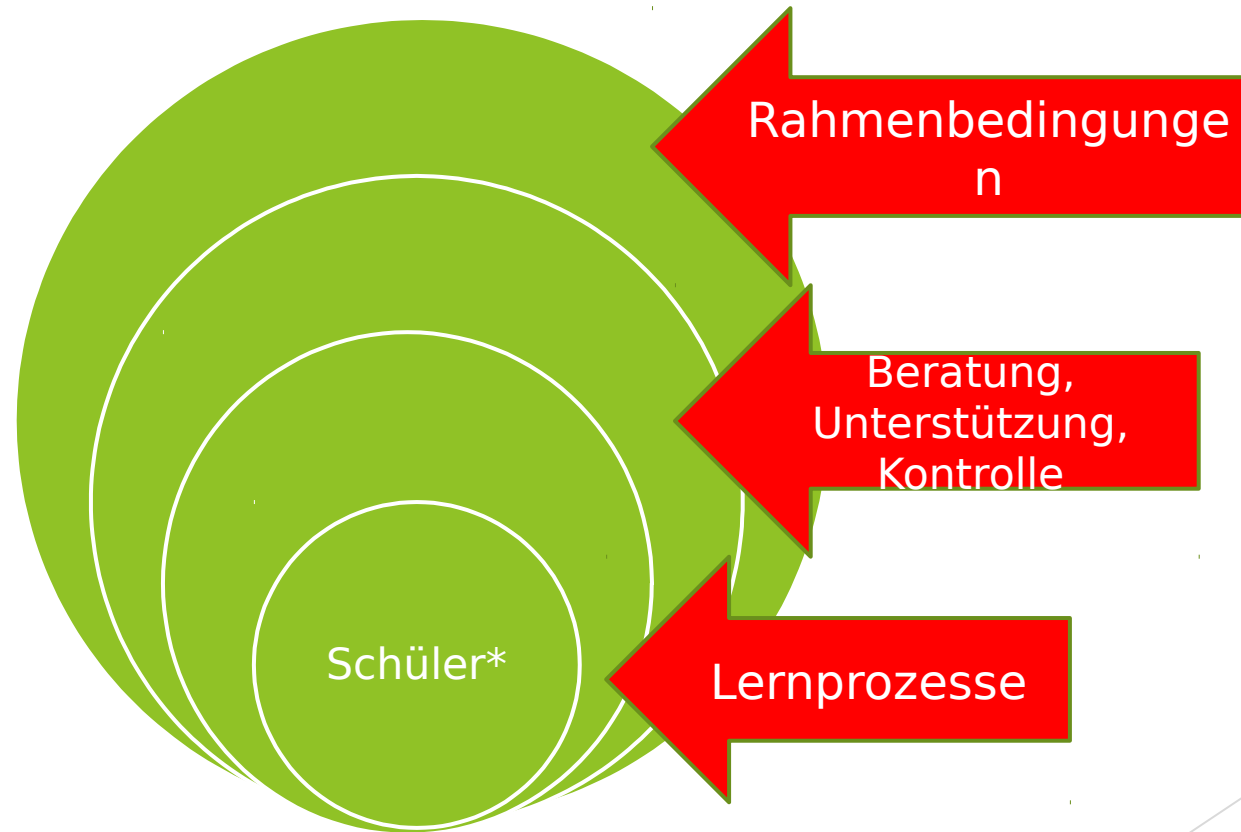 Rahmenbedingunge
n
Beratung,
Unterstützung,
Kontrolle
Schüler*
Lernprozesse